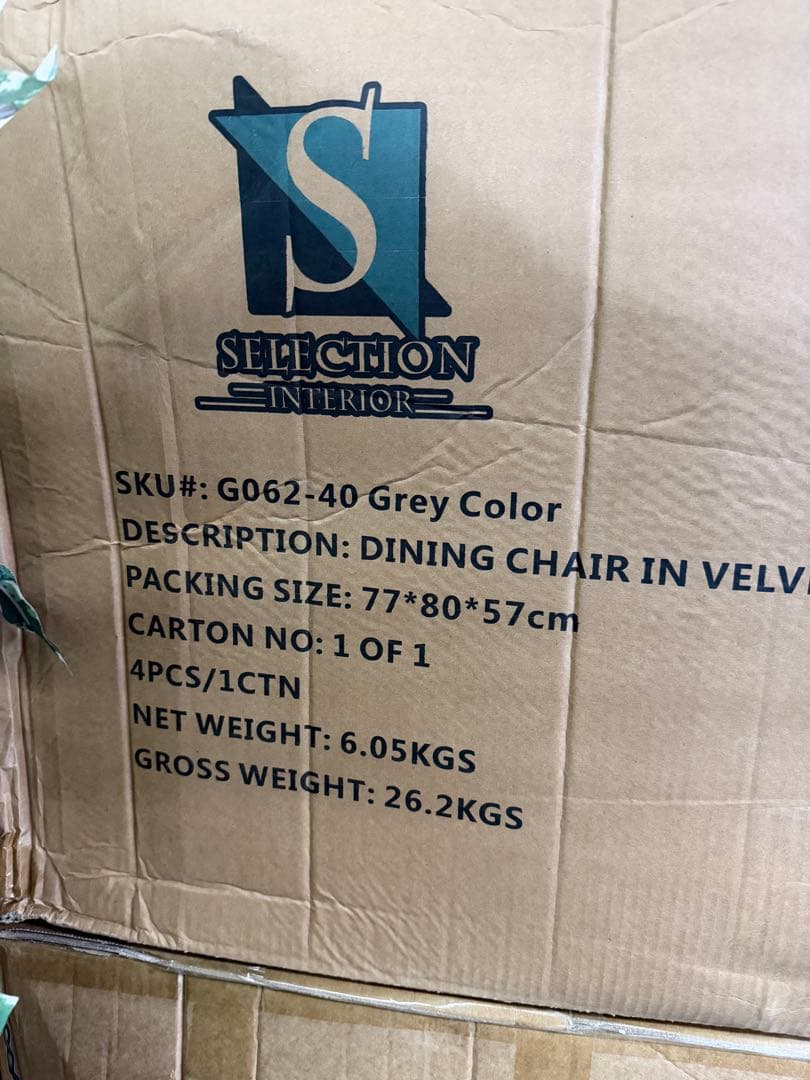 S
SELECTION
INTERIOR
SKU#: G062-40 Grey Color
DESCRIPTION: DINING CHAIR IN
PACKING SIZE: 77*80*57cm
CARTON NO: 1 OF 1
4PCS/1CTN
NET WEIGHT: 6.05KGS
GROSS WEIGHT: 26.2KGS